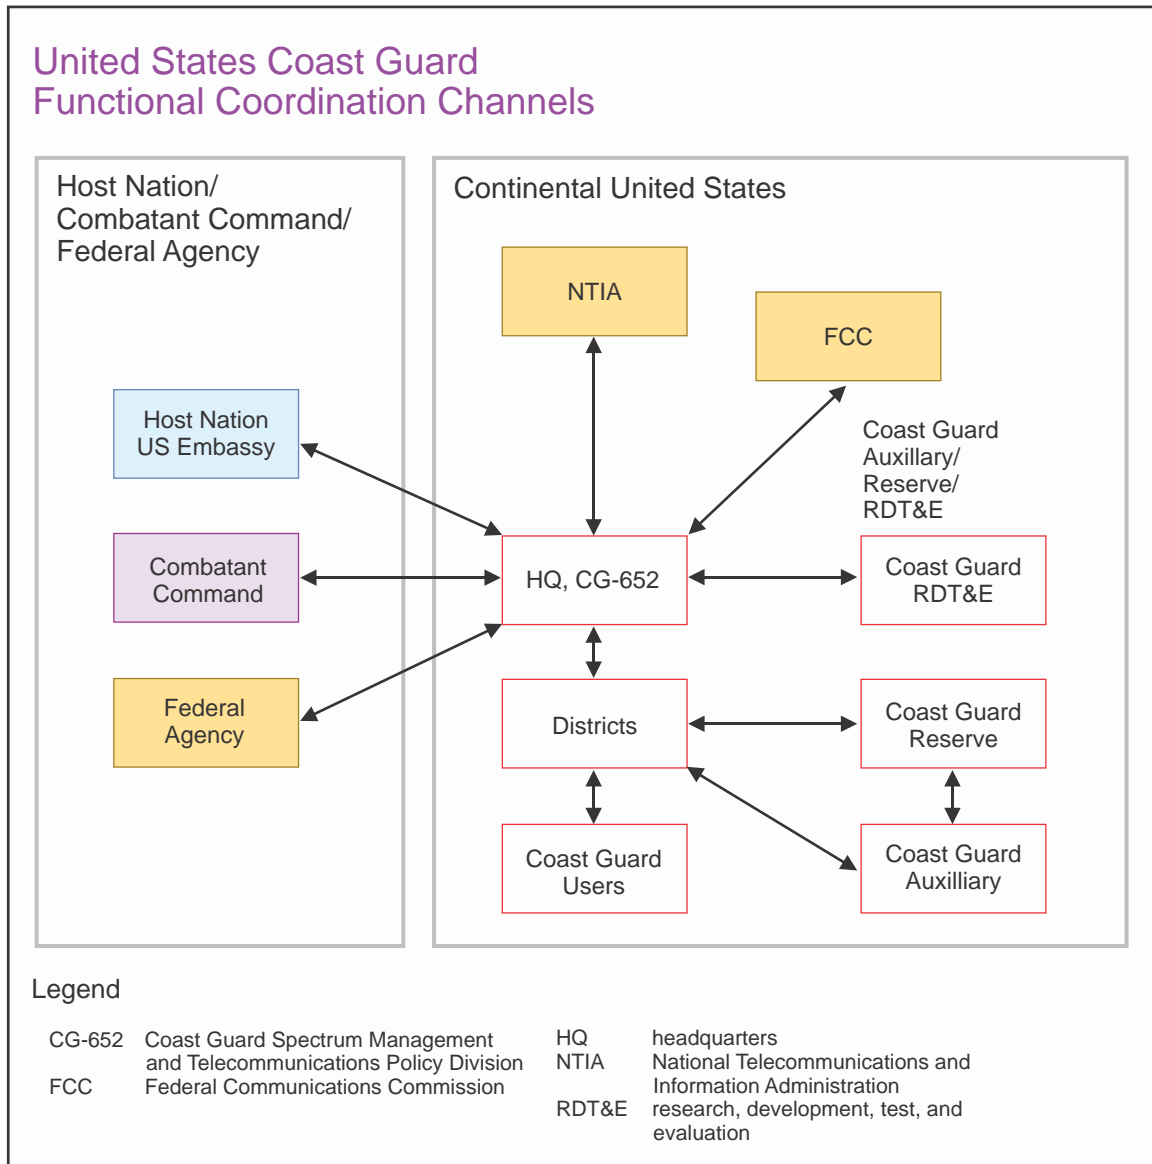 United States Coast Guard
Functional Coordination Channels
Host Nation/
Combatant Command/
Federal Agency
Continental United States
NTIA
FCC
Host Nation
US Embassy
Coast Guard
Auxillary/
Reserve/
RDT&E
Combatant
Command
HQ, CG-652
Coast Guard
RDT&E
Federal
Agency
Districts
Coast Guard
Reserve
Coast Guard
Users
Coast Guard
Auxilliary
Legend
CG-652 Coast Guard Spectrum Management
and Telecommunications Policy Division
FCC Federal Communications Commission
HQ headquarters
NTIA National Telecommunications and
Information Administration
RDT&E research, development, test, and
evaluation